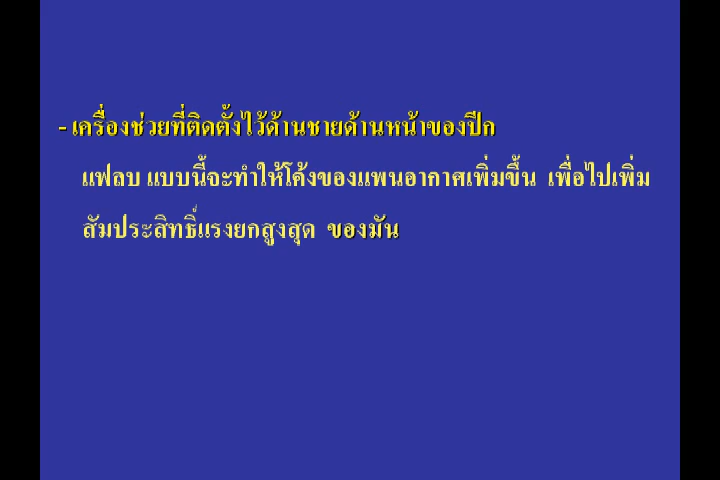 - เครื่องช่วยที่ติดตั้งไว้ด้านชายด้านหน้าของปีก
แฟลบ แบบนี้จะทำให้โค้งของแพนอากาศเพิ่มขึ้น เพื่อไปเพิ่ม
สัมประสิทธิ์แรงยกสูงสุด ของมัน